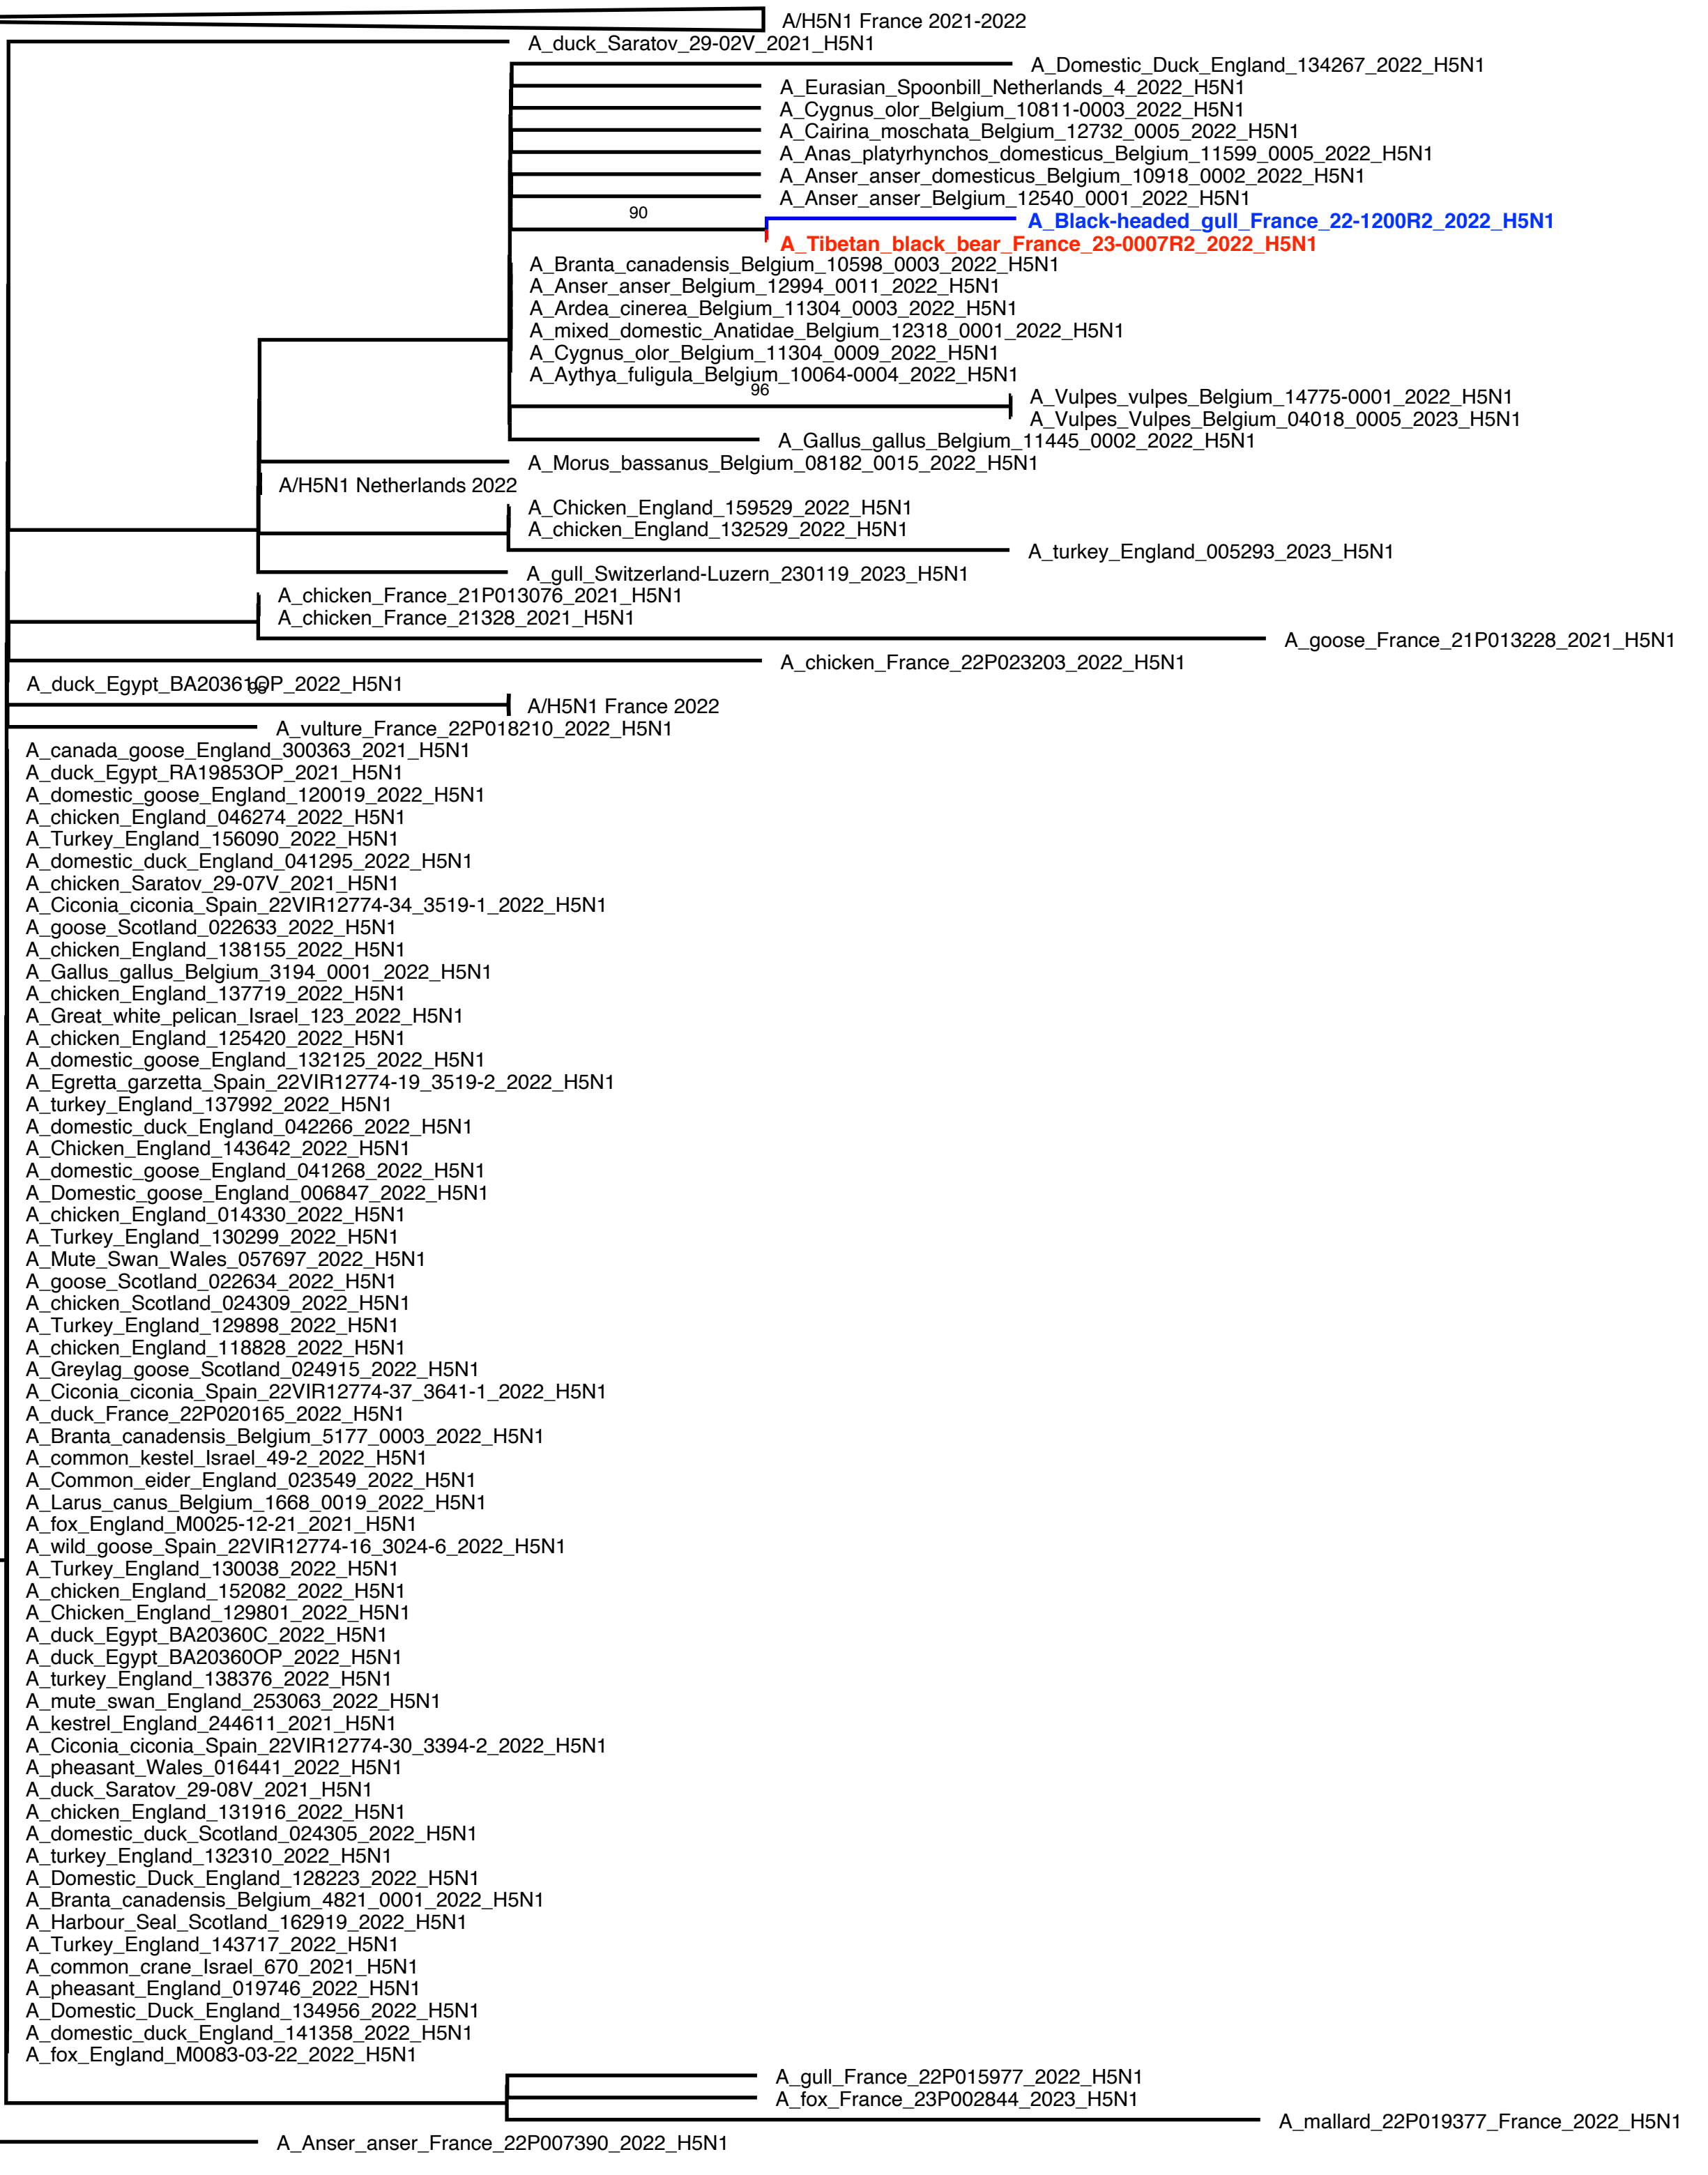 A/H5N1 France 2021-2022
A_duck_Saratov_29-02V_2021_H5N1
A_Domestic_Duck_England_134267_2022_H5N1
A_Eurasian_Spoonbill_Netherlands_4_2022_H5N1
A_Cygnus_olor_Belgium_10811-0003_2022_H5N1
A_Cairina_moschata_Belgium_12732_0005_2022_H5N1
A_Anas_platyrhynchos_domesticus_Belgium_11599_0005_2022_H5N1
A_Anser_anser_domesticus_Belgium_10918_0002_2022_H5N1
A_Anser_anser_Belgium_12540_0001_2022_H5N1
90
A_Black-headed_gull_France_22-1200R2_2022_H5N1
A_Tibetan_black_bear_France_23-0007R2_2022_H5N1
A_Branta_canadensis_Belgium_10598_0003_2022_H5N1
A_Anser_anser_Belgium_12994_0011_2022_H5N1
A_Ardea_cinerea_Belgium_11304_0003_2022_H5N1
A_mixed_domestic_Anatidae_Belgium_12318_0001_2022_H5N1
A_Cygnus_olor_Belgium_11304_0009_2022_H5N1
A_Aythya_fuligula_Belgium_10064-0004_2022_H5N1
96
A_Vulpes_vulpes_Belgium_14775-0001_2022_H5N1
A_Vulpes_Vulpes_Belgium_04018_0005_2023_H5N1
A_Gallus_gallus_Belgium_11445_0002_2022_H5N1
A_Morus_bassanus_Belgium_08182_0015_2022_H5N1
A/H5N1 Netherlands 2022
A_Chicken_England_159529_2022_H5N1
A_chicken_England_132529_2022_H5N1
A_turkey_England_005293_2023_H5N1
A_gull_Switzerland-Luzern_230119_2023_H5N1
A_chicken_France_21P013076_2021_H5N1
A_chicken_France_21328_2021_H5N1
A_goose_France_21P013228_2021_H5N1
A_chicken_France_22P023203_2022_H5N1
A_duck_Egypt_BA20361OP_2022_H5N1
A/H5N1 France 2022
A_vulture_France_22P018210_2022_H5N1
A_canada_goose_England_300363_2021_H5N1
A_duck_Egypt_RA19853OP_2021_H5N1
A_domestic_goose_England_120019_2022_H5N1
A_chicken_England_046274_2022_H5N1
A_Turkey_England_156090_2022_H5N1
A_domestic_duck_England_041295_2022_H5N1
A_chicken_Saratov_29-07V_2021_H5N1
A_Ciconia_ciconia_Spain_22VIR12774-34_3519-1_2022_H5N1
A_goose_Scotland_022633_2022_H5N1
A_chicken_England_138155_2022_H5N1
A_Gallus_gallus_Belgium_3194_0001_2022_H5N1
A_chicken_England_137719_2022_H5N1
A_Great_white_pelican_Israel_123_2022_H5N1
A_chicken_England_125420_2022_H5N1
A_domestic_goose_England_132125_2022_H5N1
A_Egretta_garzetta_Spain_22VIR12774-19_3519-2_2022_H5N1
A_turkey_England_137992_2022_H5N1
A_domestic_duck_England_042266_2022_H5N1
A_Chicken_England_143642_2022_H5N1
A_domestic_goose_England_041268_2022_H5N1
A_Domestic_goose_England_006847_2022_H5N1
A_chicken_England_014330_2022_H5N1
A_Turkey_England_130299_2022_H5N1
A_Mute_Swan_Wales_057697_2022_H5N1
A_goose_Scotland_022634_2022_H5N1
A_chicken_Scotland_024309_2022_H5N1
A_Turkey_England_129898_2022_H5N1
A_chicken_England_118828_2022_H5N1
A_Greylag_goose_Scotland_024915_2022_H5N1
A_Ciconia_ciconia_Spain_22VIR12774-37_3641-1_2022_H5N1
A_duck_France_22P020165_2022_H5N1
A_Branta_canadensis_Belgium_5177_0003_2022_H5N1
A_common_kestel_Israel_49-2_2022_H5N1
A_Common_eider_England_023549_2022_H5N1
A_Larus_canus_Belgium_1668_0019_2022_H5N1
A_fox_England_M0025-12-21_2021_H5N1
A_wild_goose_Spain_22VIR12774-16_3024-6_2022_H5N1
A_Turkey_England_130038_2022_H5N1
A_chicken_England_152082_2022_H5N1
A_Chicken_England_129801_2022_H5N1
A_duck_Egypt_BA20360C_2022_H5N1
A_duck_Egypt_BA20360OP_2022_H5N1
A_turkey_England_138376_2022_H5N1
A_mute_swan_England_253063_2022_H5N1
A_kestrel_England_244611_2021_H5N1
A_Ciconia_ciconia_Spain_22VIR12774-30_3394-2_2022_H5N1
A_pheasant_Wales_016441_2022_H5N1
A_duck_Saratov_29-08V_2021_H5N1
A_chicken_England_131916_2022_H5N1
A_domestic_duck_Scotland_024305_2022_H5N1
A_turkey_England_132310_2022_H5N1
A_Domestic_Duck_England_128223_2022_H5N1
A_Branta_canadensis_Belgium_4821_0001_2022_H5N1
A_Harbour_Seal_Scotland_162919_2022_H5N1
A_Turkey_England_143717_2022_H5N1
A_common_crane_Israel_670_2021_H5N1
A_pheasant_England_019746_2022_H5N1
A_Domestic_Duck_England_134956_2022_H5N1
A_domestic_duck_England_141358_2022_H5N1
A_fox_England_M0083-03-22_2022_H5N1
A_gull_France_22P015977_2022_H5N1
A_fox_France_23P002844_2023_H5N1
A_mallard_22P019377_France_2022_H5N1
A_Anser_anser_France_22P007390_2022_H5N1